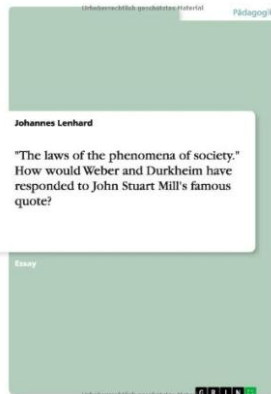 Urheberrechtlich geschütztes Material
Pädagogik
Johannes Lenhard
"The laws of the phenomena of society."
How would Weber and Durkheim have
responded to John Stuart Mill's famous
quote?
Essay
Urheberrechtlich geschütztes Material
GRIN